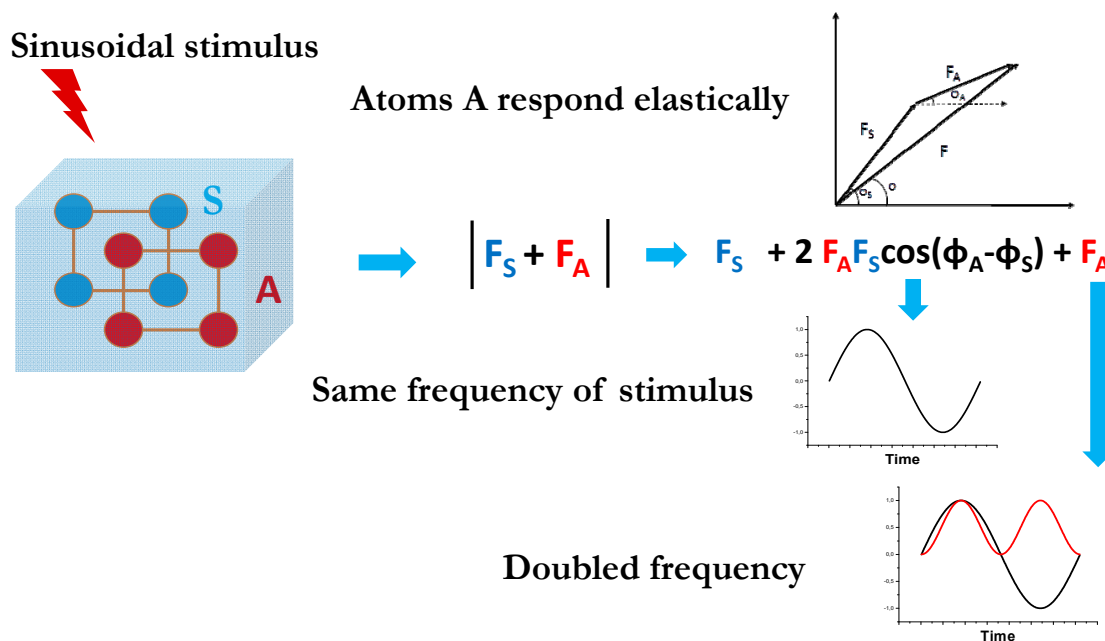 Sinusoidal stimulus
Atoms A respond elastically
F_A
Φ_A
F_S
F
Φ_S
Φ
S
A
|F_S + F_A|
F_S + 2 F_AF_Scos(ϕ_A-ϕ_S) + F_A
1,0
0,5
0,0
-0,5
-1,0
Time
Same frequency of stimulus
1,0
0,5
0,0
-0,5
-1,0
Time
Doubled frequency